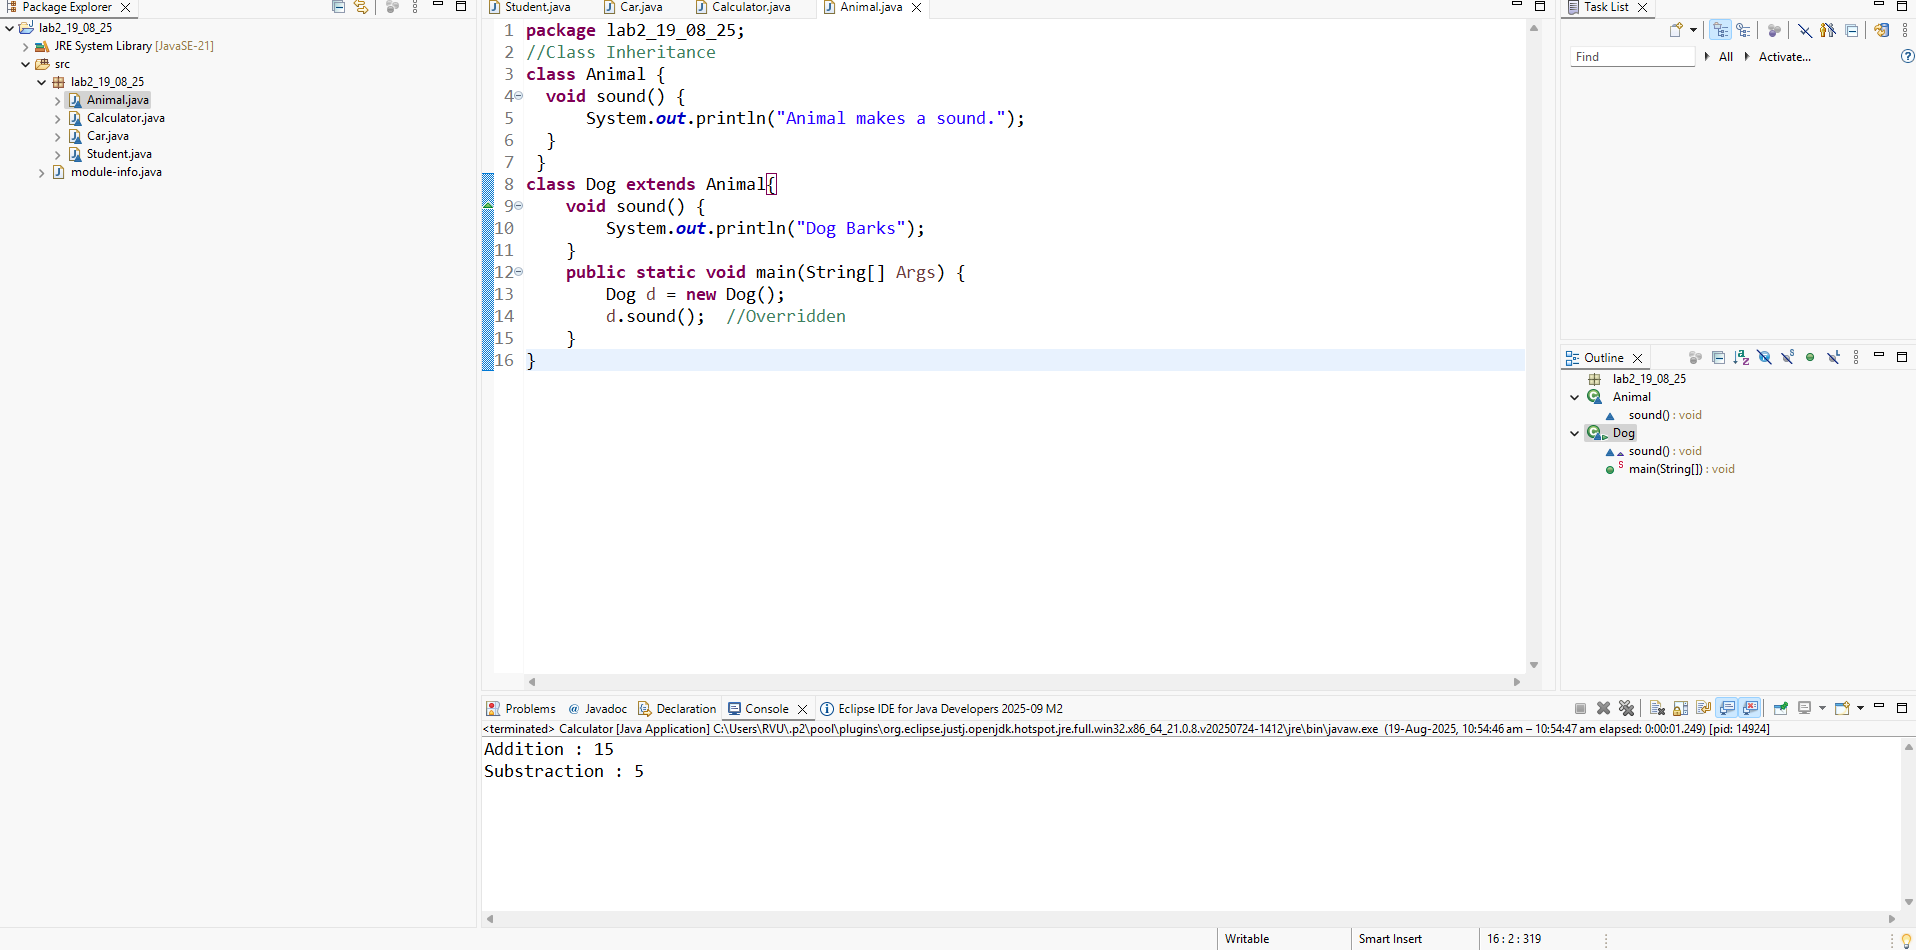 Package Explorer
lab2_19_08_25
JRE System Library [JavaSE-21]
src
lab2_19_08_25
Animal.java
Calculator.java
Car.java
Student.java
module-info.java
Student.java Car.java Calculator.java Animal.java
1 package lab2_19_08_25;
2 //Class Inheritance
3 class Animal {
4 void sound() {
5 System.out.println("Animal makes a sound.");
6 }
7 }
8 class Dog extends Animal{
9 void sound() {
10 System.out.println("Dog Barks");
11 }
12 public static void main(String[] Args) {
13 Dog d = new Dog();
14 d.sound(); //Overridden
15 }
16 }
Task List
Find All Activate...
Outline
lab2_19_08_25
Animal
sound() : void
Dog
sound() : void
main(String[]) : void
Problems Javadoc Declaration Console Eclipse IDE for Java Developers 2025-09 M2
<terminated> Calculator [Java Application] C:\Users\RVU\.p2\pool\plugins\org.eclipse.justj.openjdk.hotspot.jre.full.win32.x86_64_21.0.8.v20250724-1412\jre\bin\javaw.exe (19-Aug-2025, 10:54:46 am – 10:54:47 am elapsed: 0:00:01.249) [pid: 14924]
Addition : 15
Substraction : 5
Writable Smart Insert 16 : 2 : 319